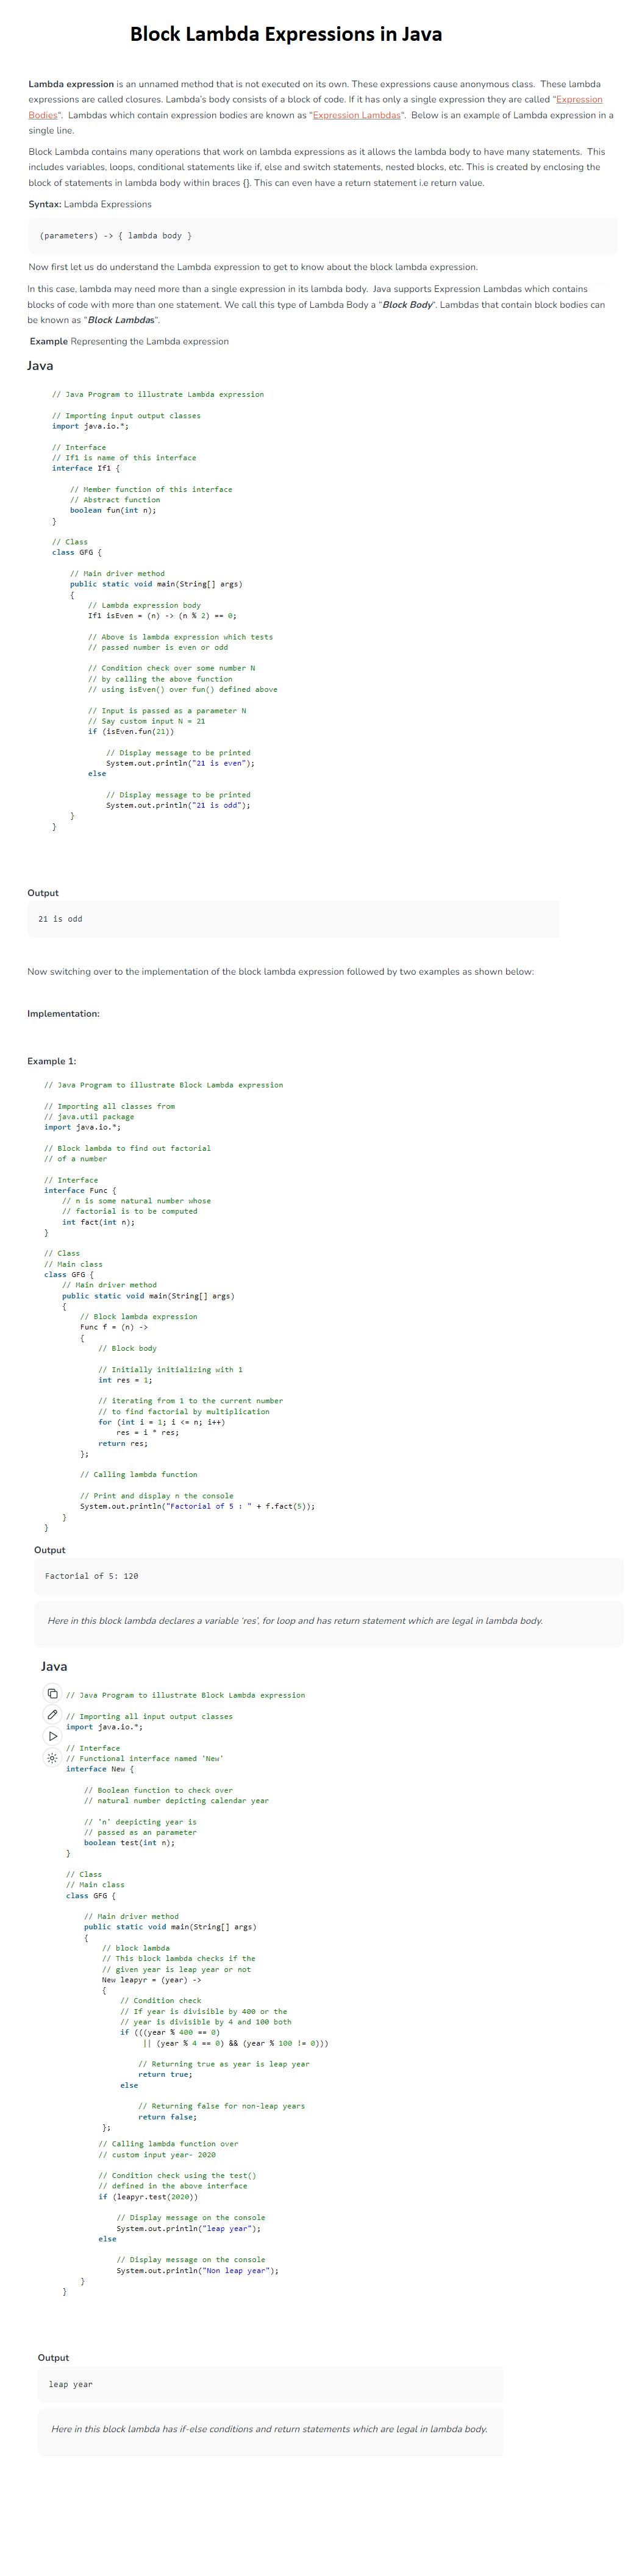 Block Lambda Expressions in Java
Lambda expression is an unnamed method that is not executed on its own. These expressions cause anonymous class. These lambda
expressions are called closures. Lambda's body consists of a block of code. If it has only a single expression they are called "Expression
Bodies". Lambdas which contain expression bodies are known as "Expression Lambdas". Below is an example of Lambda expression in a
single line.
Block Lambda contains many operations that work on lambda expressions as it allows the lambda body to have many statements. This
includes variables, loops, conditional statements like if, else and switch statements, nested blocks, etc. This is created by enclosing the
block of statements in lambda body within braces {}. This can even have a return statement i.e return value.
Syntax: Lambda Expressions
(parameters) -> { lambda body }
Now first let us do understand the Lambda expression to get to know about the block lambda expression.
In this case, lambda may need more than a single expression in its lambda body. Java supports Expression Lambdas which contains
blocks of code with more than one statement. We call this type of Lambda Body a "Block Body". Lambdas that contain block bodies can
be known as "Block Lambdas".
Example Representing the Lambda expression
Java
// Java Program to illustrate Lambda expression
// Importing input output classes
import java.io.*;
// Interface
// If1 is name of this interface
interface If1 {
// Member function of this interface
// Abstract function
boolean fun(int n);
}
// Class
class GFG {
// Main driver method
public static void main(String[] args)
{
// Lambda expression body
If1 isEven = (n) -> (n % 2) == 0;
// Above is lambda expression which tests
// passed number is even or odd
// Condition check over some number N
// by calling the above function
// using isEven() over fun() defined above
// Input is passed as a parameter N
// Say custom input N = 21
if (isEven.fun(21))
// Display message to be printed
System.out.println("21 is even");
else
// Display message to be printed
System.out.println("21 is odd");
}
}
Output
21 is odd
Now switching over to the implementation of the block lambda expression followed by two examples as shown below:
Implementation:
Example 1:
// Java Program to illustrate Block Lambda expression
// Importing all classes from
// java.util package
import java.io.*;
// Block lambda to find out factorial
// of a number
// Interface
interface Func {
// n is some natural number whose
// factorial is to be computed
int fact(int n);
}
// Class
// Main class
class GFG {
// Main driver method
public static void main(String[] args)
{
// Block lambda expression
Func f = (n) ->
{
// Block body
// Initially initializing with 1
int res = 1;
// iterating from 1 to the current number
// to find factorial by multiplication
for (int i = 1; i <= n; i++)
res = i * res;
return res;
};
// Calling lambda function
// Print and display n the console
System.out.println("Factorial of 5 : " + f.fact(5));
}
}
Output
Factorial of 5: 120
Here in this block lambda declares a variable 'res', for loop and has return statement which are legal in lambda body.
Java
// Java Program to illustrate Block Lambda expression
// Importing all input output classes
import java.io.*;
// Interface
// Functional interface named 'New'
interface New {
// Boolean function to check over
// natural number depicting calendar year
// 'n' deepicting year is
// passed as an parameter
boolean test(int n);
}
// Class
// Main class
class GFG {
// Main driver method
public static void main(String[] args)
{
// block lambda
// This block lambda checks if the
// given year is leap year or not
New leapyr = (year) ->
{
// Condition check
// If year is divisible by 400 or the
// year is divisible by 4 and 100 both
if (((year % 400 == 0)
|| (year % 4 == 0) && (year % 100 != 0)))
// Returning true as year is leap year
return true;
else
// Returning false for non-leap years
return false;
};
// Calling lambda function over
// custom input year- 2020
// Condition check using the test()
// defined in the above interface
if (leapyr.test(2020))
// Display message on the console
System.out.println("leap year");
else
// Display message on the console
System.out.println("Non leap year");
}
}
Output
leap year
Here in this block lambda has if-else conditions and return statements which are legal in lambda body.